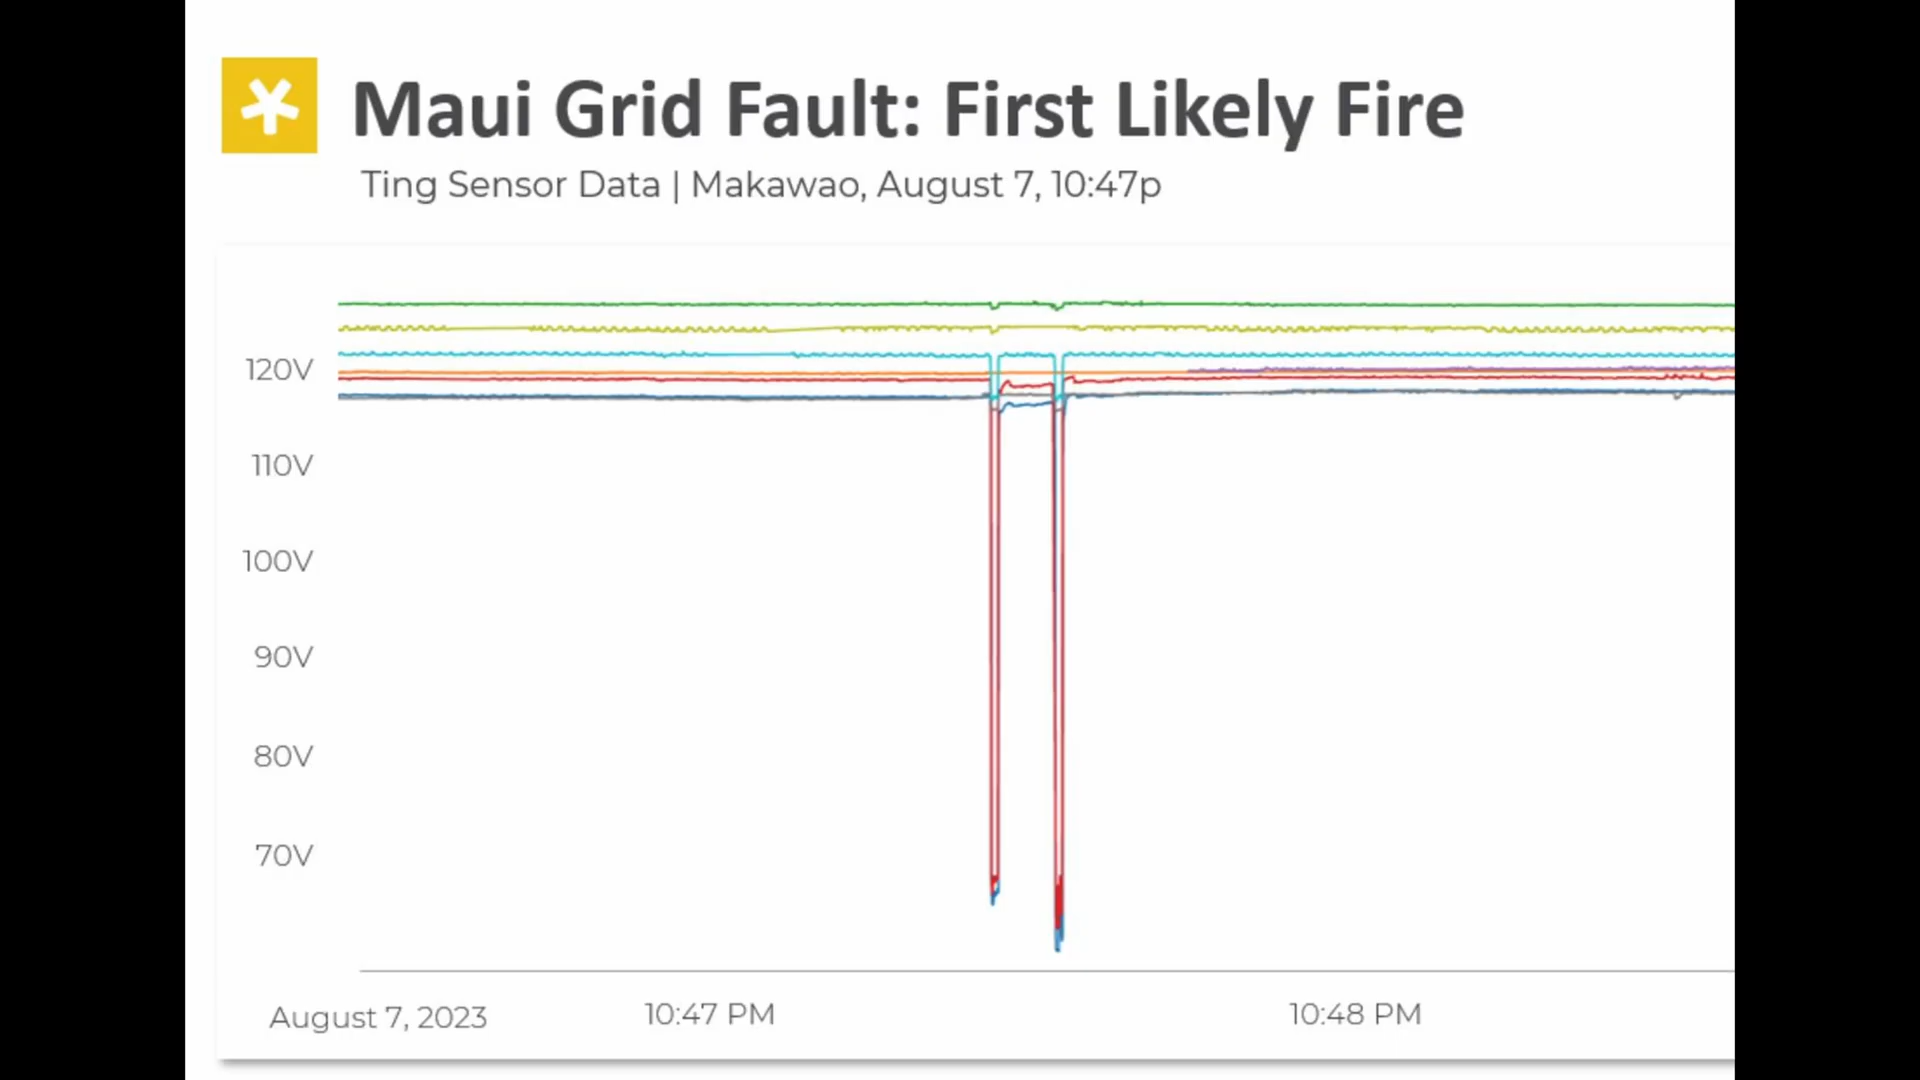 Maui Grid Fault: First Likely Fire
Ting Sensor Data | Makawao, August 7, 10:47p
120V
110V
100V
90V
80V
70V
August 7, 2023
10:47 PM
10:48 PM